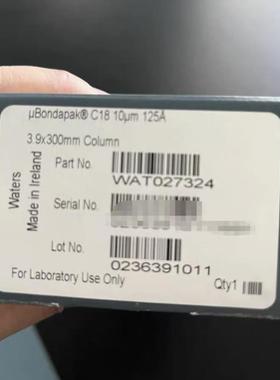 µBondapak® C18 10µm 125Å
3.9x300mm Column
Part No.
WAT027324
Waters
Made in Ireland
Serial No.
Lot No.
0236391011
For Laboratory Use Only
Qty1